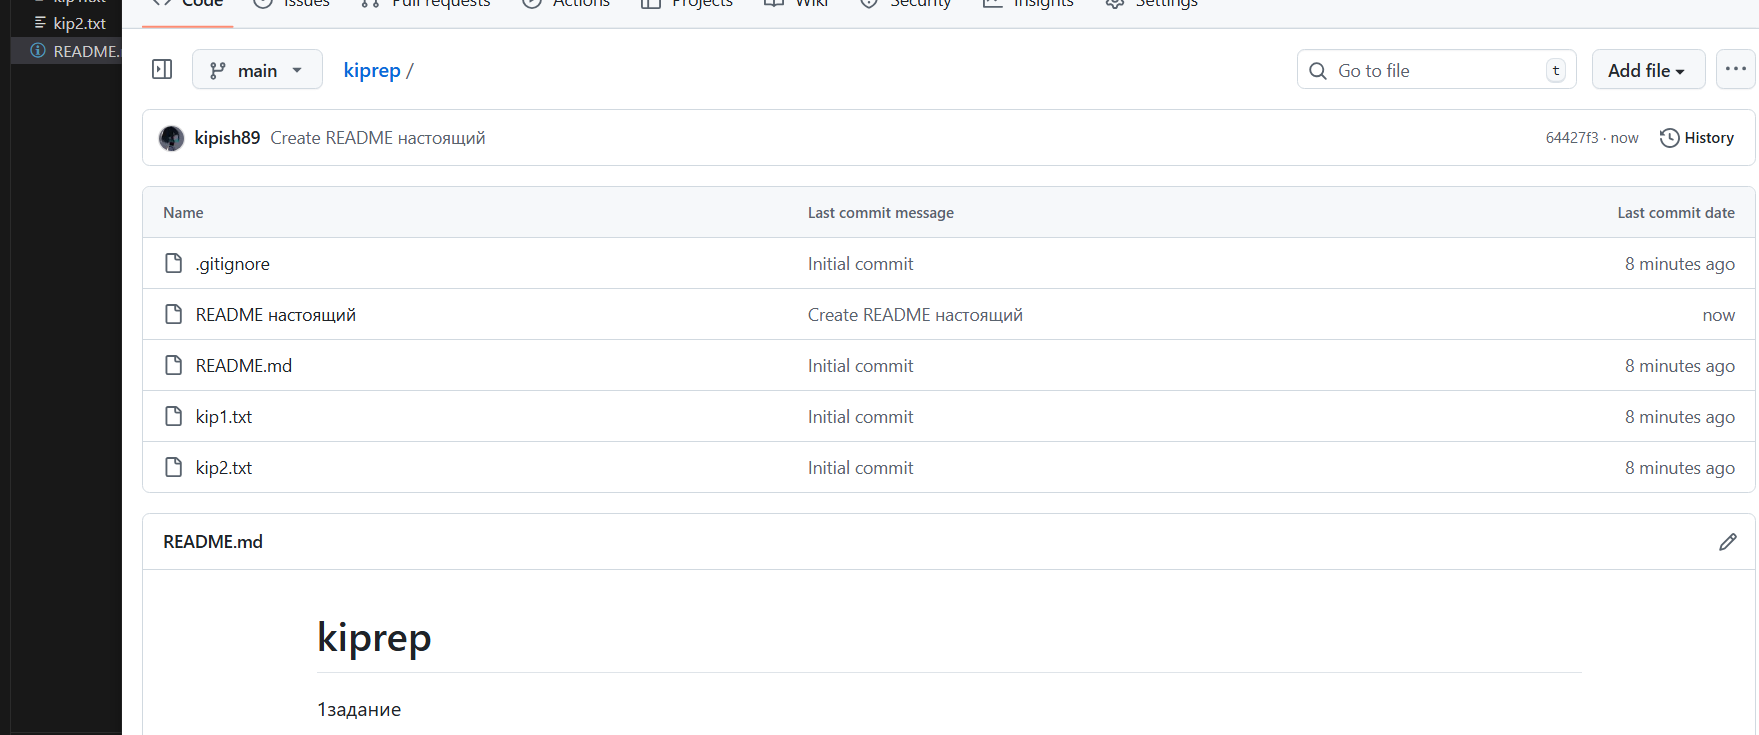 kip2.txt
README.
Code Issues Pull requests Actions Projects Wiki Security Insights Settings
main kiprep / Go to file t Add file
kipish89 Create README настоящий 64427f3 · now History
Name Last commit message Last commit date
.gitignore Initial commit 8 minutes ago
README настоящий Create README настоящий now
README.md Initial commit 8 minutes ago
kip1.txt Initial commit 8 minutes ago
kip2.txt Initial commit 8 minutes ago
README.md
kiprep
1задание